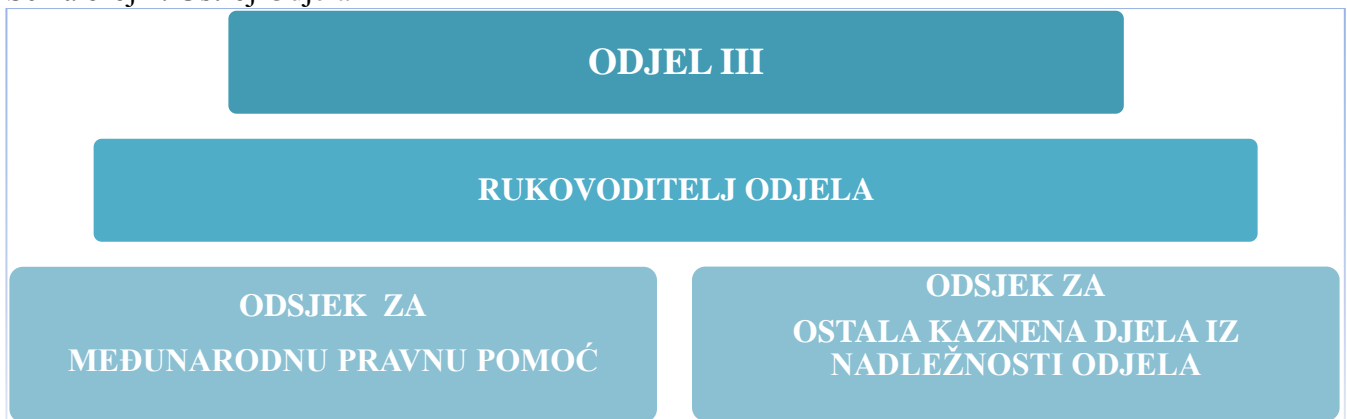 ODJEL III
RUKOVODITELJ ODJELA
ODSJEK ZA
MEĐUNARODNU PRAVNU POMOĆ
ODSJEK ZA
OSTALA KAZNENA DJELA IZ
NADLEŽNOSTI ODJELA